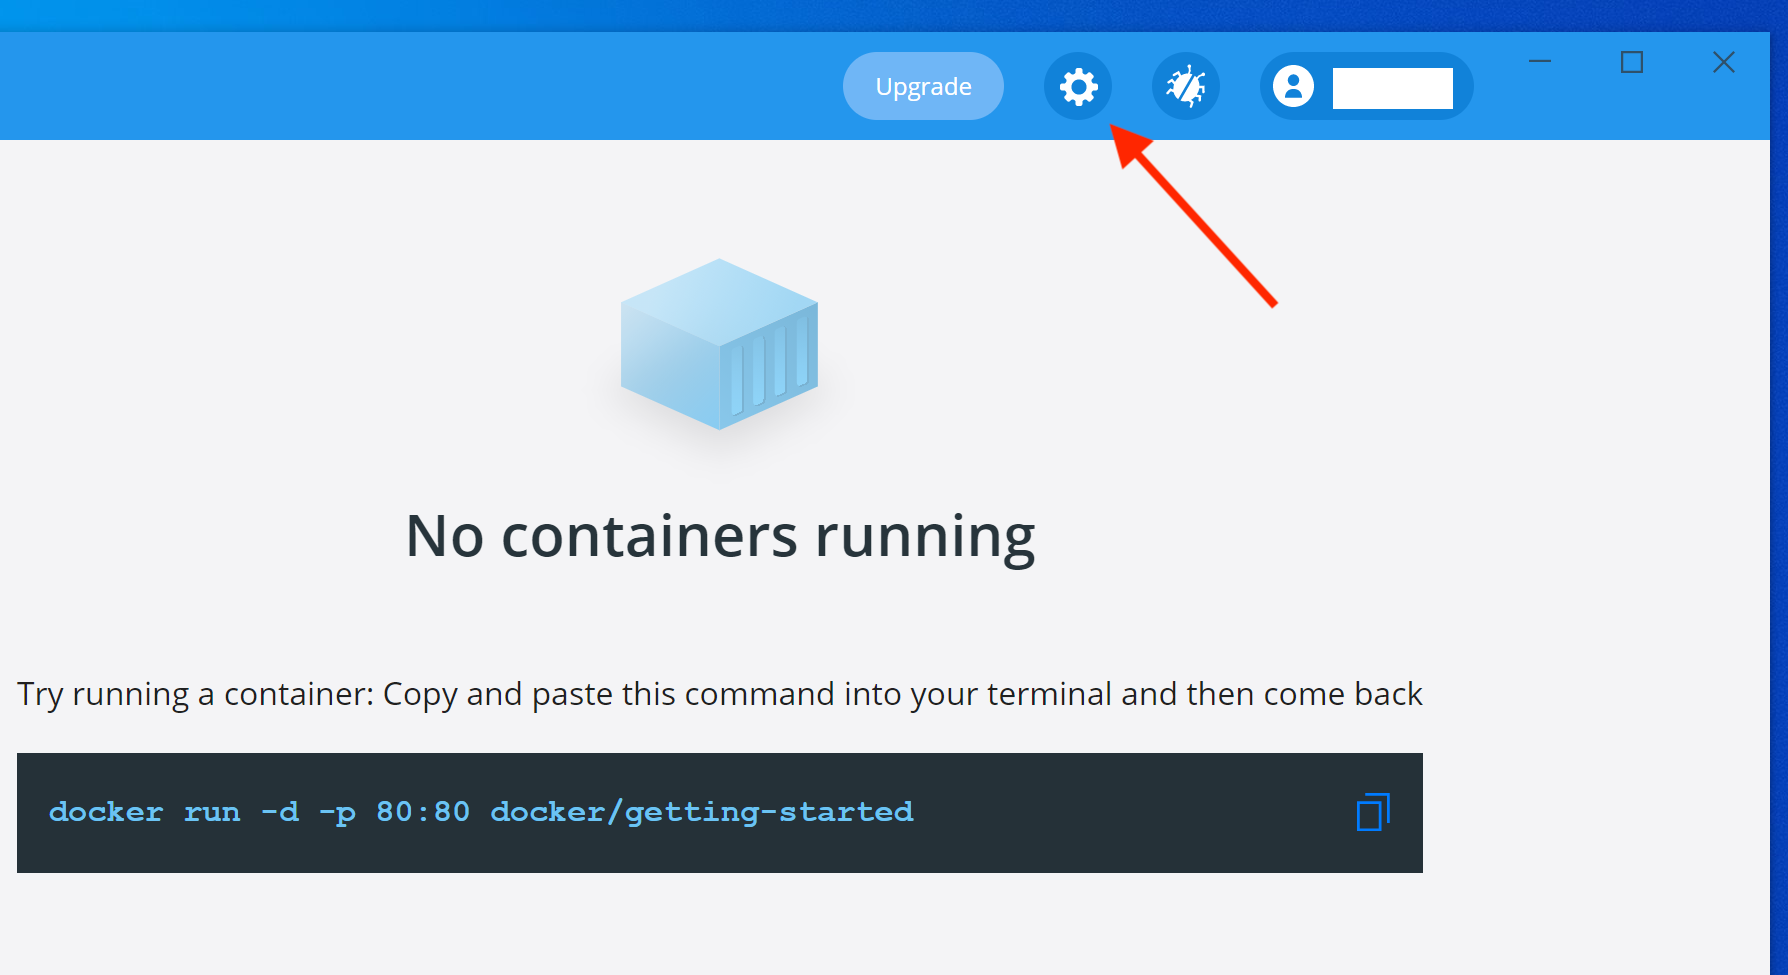 Upgrade
No containers running
Try running a container: Copy and paste this command into your terminal and then come back
docker run -d -p 80:80 docker/getting-started